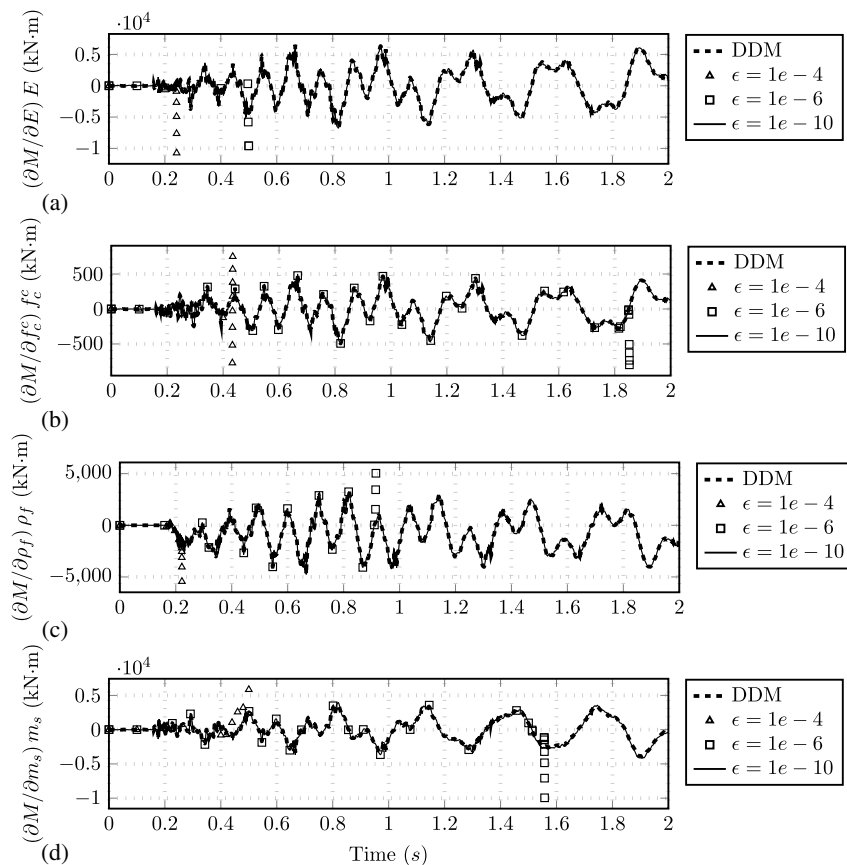 ·10⁴
0.5
0
−0.5
−1
(∂M/∂E) E (kN·m)
0 0.2 0.4 0.6 0.8 1 1.2 1.4 1.6 1.8 2
DDM
ϵ = 1e − 4
ϵ = 1e − 6
ϵ = 1e − 10
(a)
500
0
−500
(∂M/∂f_c^c) f_c^c (kN·m)
0 0.2 0.4 0.6 0.8 1 1.2 1.4 1.6 1.8 2
DDM
ϵ = 1e − 4
ϵ = 1e − 6
ϵ = 1e − 10
(b)
5,000
0
−5,000
(∂M/∂ρ_f) ρ_f (kN·m)
0 0.2 0.4 0.6 0.8 1 1.2 1.4 1.6 1.8 2
DDM
ϵ = 1e − 4
ϵ = 1e − 6
ϵ = 1e − 10
(c)
·10⁴
0.5
0
−0.5
−1
(∂M/∂m_s) m_s (kN·m)
0 0.2 0.4 0.6 0.8 1 1.2 1.4 1.6 1.8 2
DDM
ϵ = 1e − 4
ϵ = 1e − 6
ϵ = 1e − 10
(d)
Time (s)